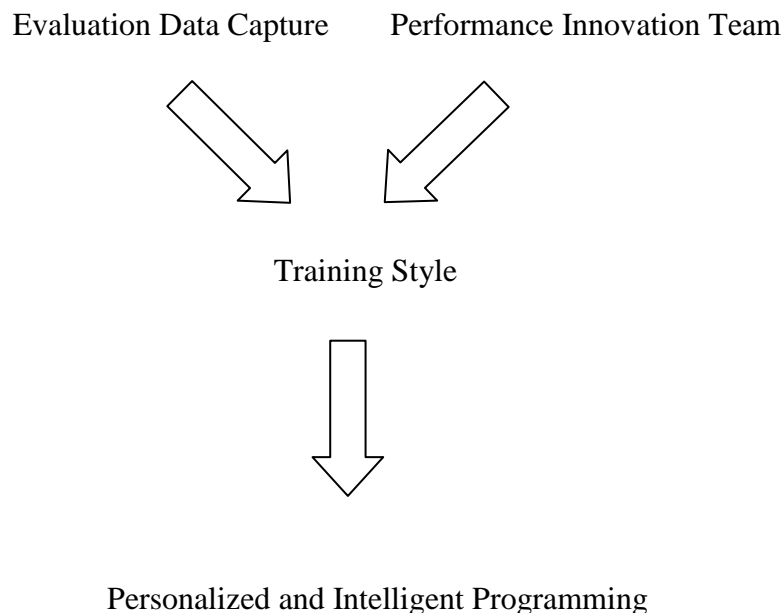 Evaluation Data Capture Performance Innovation Team
Training Style
Personalized and Intelligent Programming